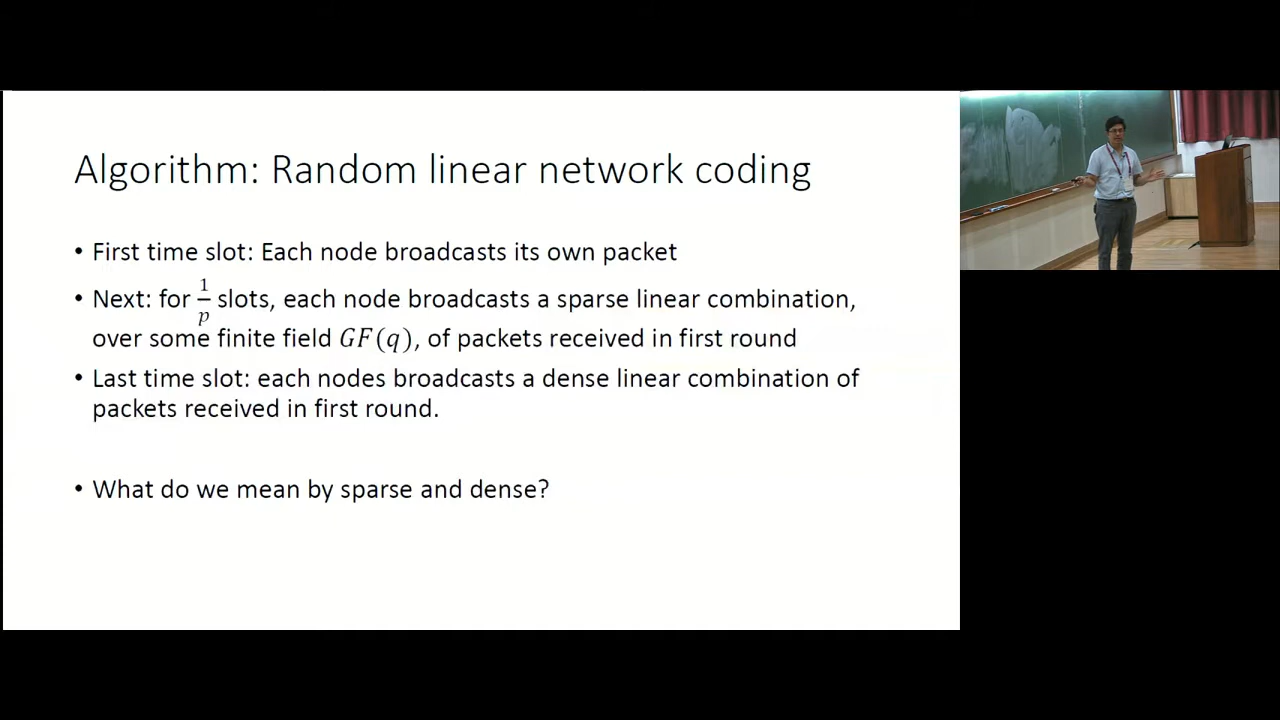 Algorithm: Random linear network coding
• First time slot: Each node broadcasts its own packet
• Next: for 1/p slots, each node broadcasts a sparse linear combination,
over some finite field GF(q), of packets received in first round
• Last time slot: each nodes broadcasts a dense linear combination of
packets received in first round.
• What do we mean by sparse and dense?